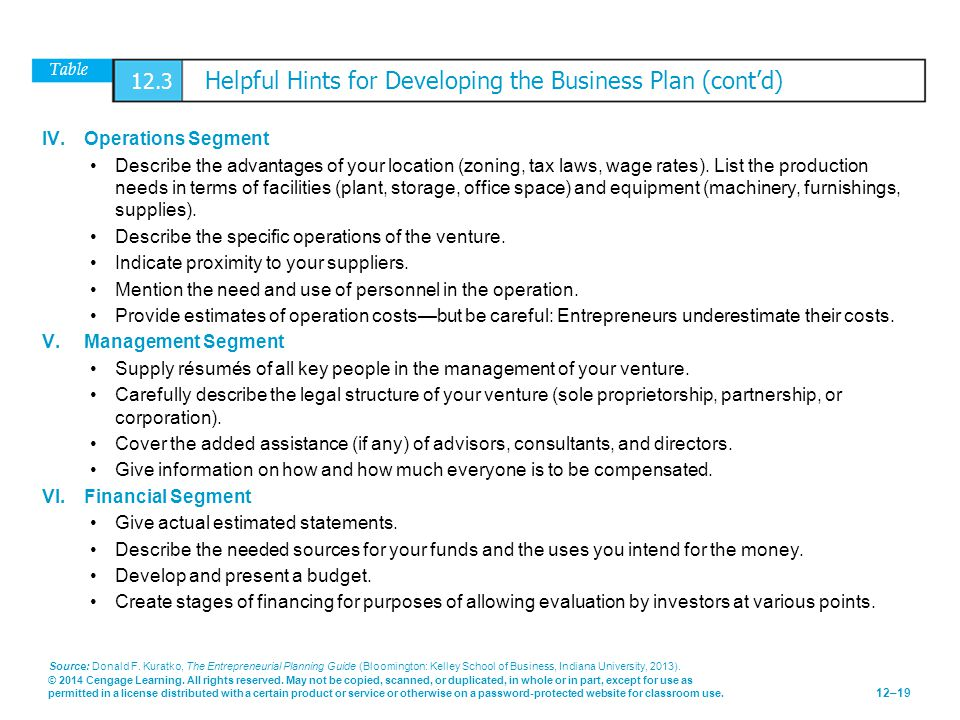 Table
12.3 Helpful Hints for Developing the Business Plan (cont’d)
IV. Operations Segment
• Describe the advantages of your location (zoning, tax laws, wage rates). List the production
needs in terms of facilities (plant, storage, office space) and equipment (machinery, furnishings,
supplies).
• Describe the specific operations of the venture.
• Indicate proximity to your suppliers.
• Mention the need and use of personnel in the operation.
• Provide estimates of operation costs—but be careful: Entrepreneurs underestimate their costs.
V. Management Segment
• Supply résumés of all key people in the management of your venture.
• Carefully describe the legal structure of your venture (sole proprietorship, partnership, or
corporation).
• Cover the added assistance (if any) of advisors, consultants, and directors.
• Give information on how and how much everyone is to be compensated.
VI. Financial Segment
• Give actual estimated statements.
• Describe the needed sources for your funds and the uses you intend for the money.
• Develop and present a budget.
• Create stages of financing for purposes of allowing evaluation by investors at various points.
Source: Donald F. Kuratko, The Entrepreneurial Planning Guide (Bloomington: Kelley School of Business, Indiana University, 2013).
© 2014 Cengage Learning. All rights reserved. May not be copied, scanned, or duplicated, in whole or in part, except for use as
permitted in a license distributed with a certain product or service or otherwise on a password-protected website for classroom use.
12–19